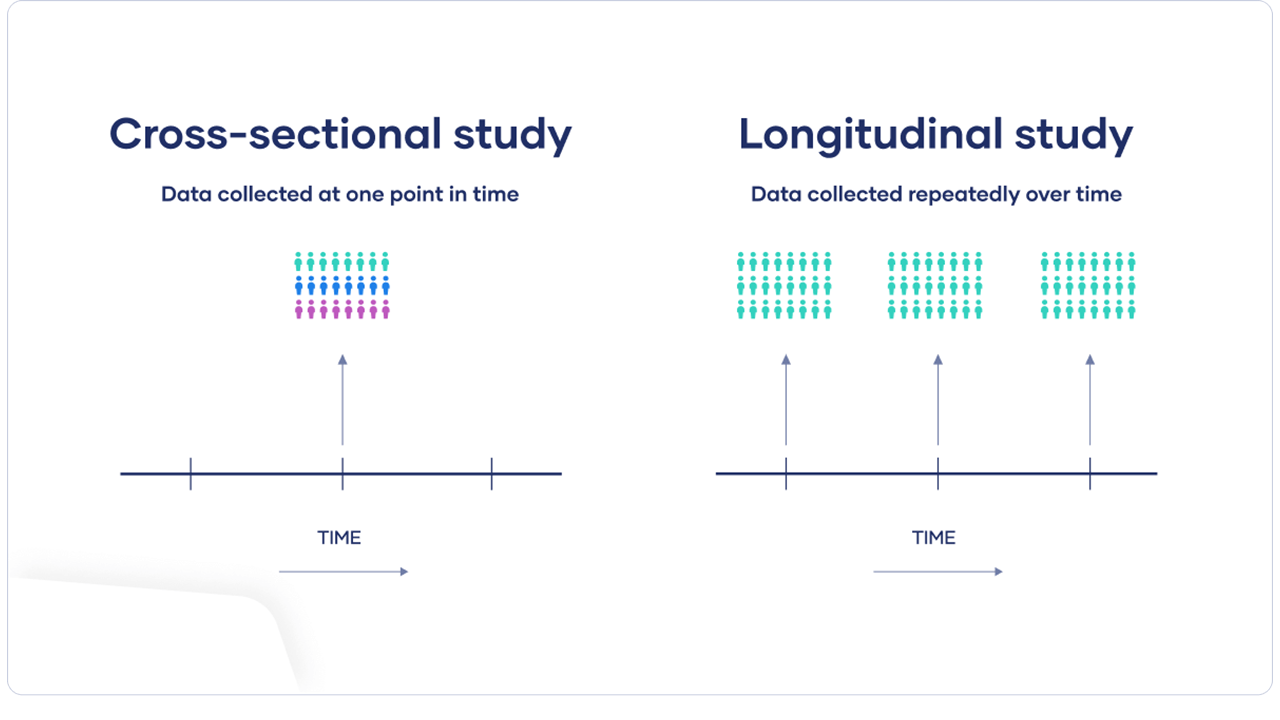 Cross-sectional study
Data collected at one point in time
TIME
Longitudinal study
Data collected repeatedly over time
TIME